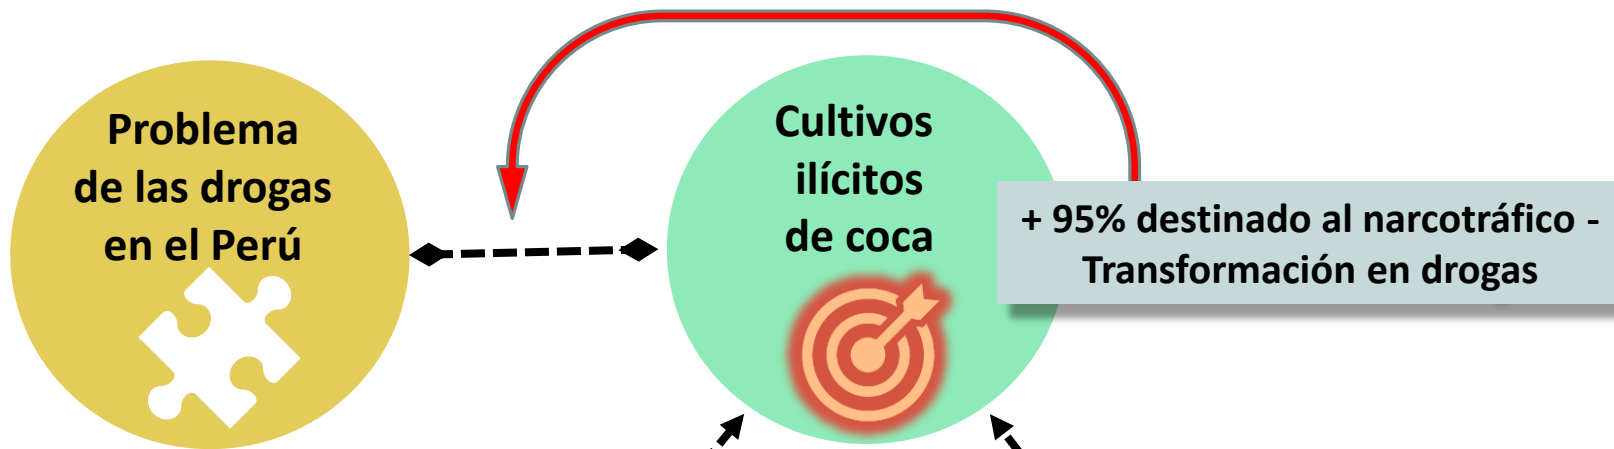 Problema
de las drogas
en el Perú
Cultivos
ilícitos
de coca
+ 95% destinado al narcotráfico -
Transformación en drogas